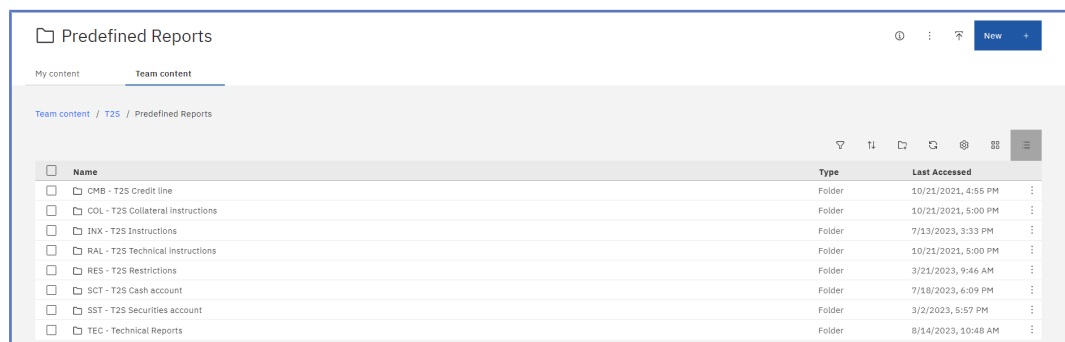 Predefined Reports
New +
My content Team content
Team content / T2S / Predefined Reports
Name Type Last Accessed
CMB - T2S Credit line Folder 10/21/2021, 4:55 PM
COL - T2S Collateral instructions Folder 10/21/2021, 5:00 PM
INX - T2S Instructions Folder 7/13/2023, 3:33 PM
RAL - T2S Technical instructions Folder 10/21/2021, 5:00 PM
RES - T2S Restrictions Folder 3/21/2023, 9:46 AM
SCT - T2S Cash account Folder 7/18/2023, 6:09 PM
SST - T2S Securities account Folder 3/2/2023, 5:57 PM
TEC - Technical Reports Folder 8/14/2023, 10:48 AM